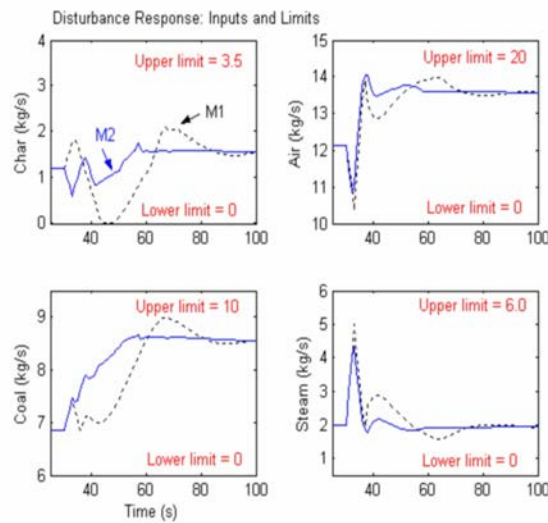 Disturbance Response: Inputs and Limits
Char (kg/s)
4
3
2
1
0
Upper limit = 3.5
M1
M2
Lower limit = 0
40 60 80 100
Air (kg/s)
15
14
13
12
11
10
Upper limit = 20
Lower limit = 0
40 60 80 100
Coal (kg/s)
9
8
7
6
Upper limit = 10
Lower limit = 0
40 60 80 100
Time (s)
Steam (kg/s)
6
5
4
3
2
1
Upper limit = 6.0
Lower limit = 0
40 60 80 100